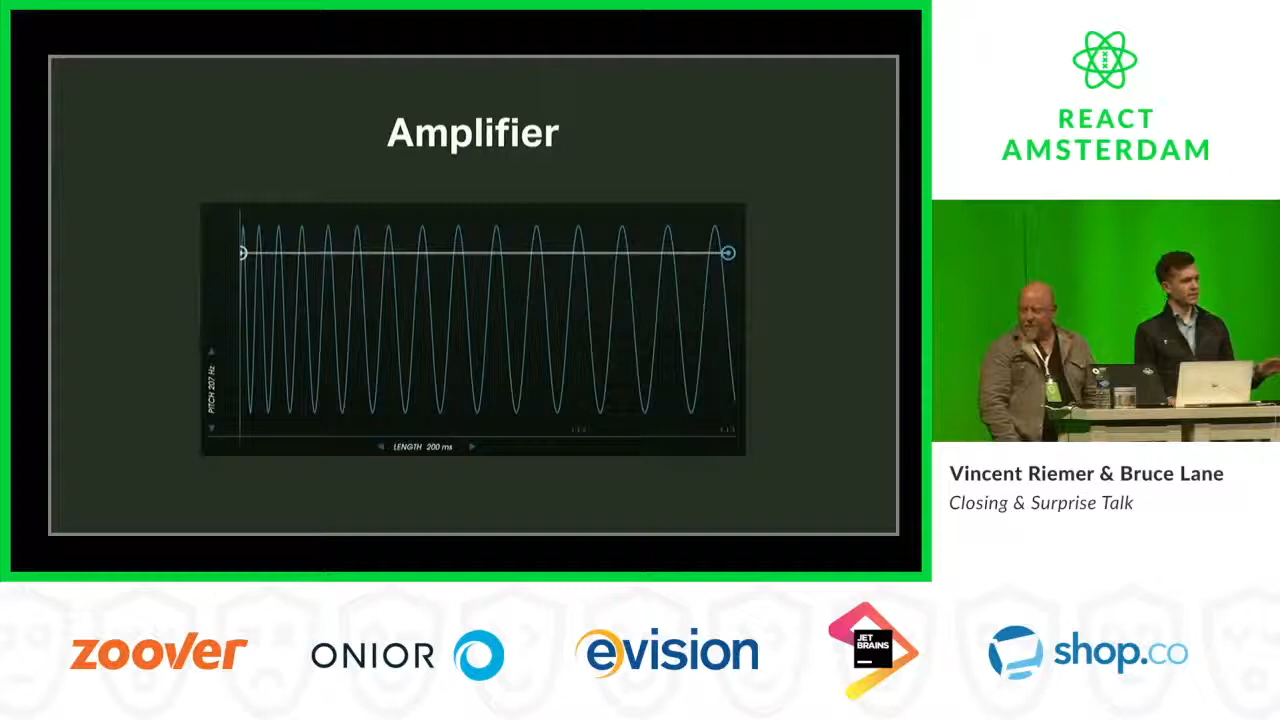 Amplifier
PITCH 207 Hz
LENGTH 200 ms
REACT
AMSTERDAM
Vincent Riemer & Bruce Lane
Closing & Surprise Talk
zoover
ONIOR
evision
JET
BRAINS
shop.co